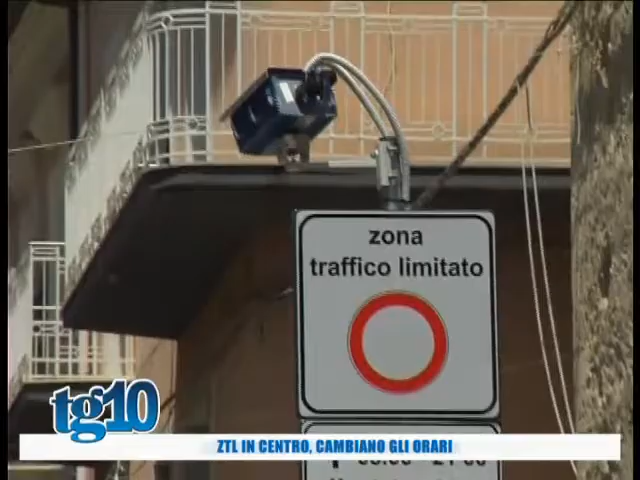 zona
traffico limitato
tg10
ZTL IN CENTRO, CAMBIANO GLI ORARI